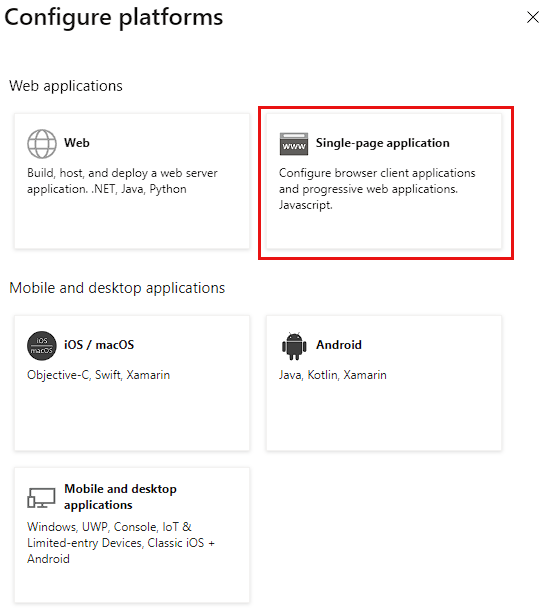 Configure platforms
Web applications
Web
Build, host, and deploy a web server
application. .NET, Java, Python
www
Single-page application
Configure browser client applications
and progressive web applications.
Javascript.
Mobile and desktop applications
iOS
macOS
iOS / macOS
Objective-C, Swift, Xamarin
Android
Java, Kotlin, Xamarin
Mobile and desktop
applications
Windows, UWP, Console, IoT &
Limited-entry Devices, Classic iOS +
Android